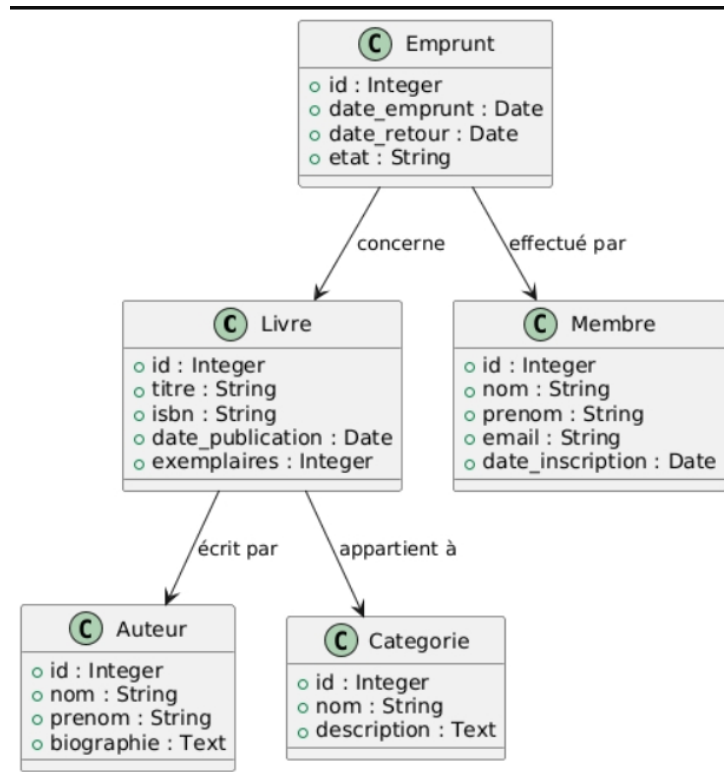 C Emprunt
id : Integer
date_emprunt : Date
date_retour : Date
etat : String
concerne
effectué par
C Livre
id : Integer
titre : String
isbn : String
date_publication : Date
exemplaires : Integer
C Membre
id : Integer
nom : String
prenom : String
email : String
date_inscription : Date
écrit par
appartient à
C Auteur
id : Integer
nom : String
prenom : String
biographie : Text
C Categorie
id : Integer
nom : String
description : Text